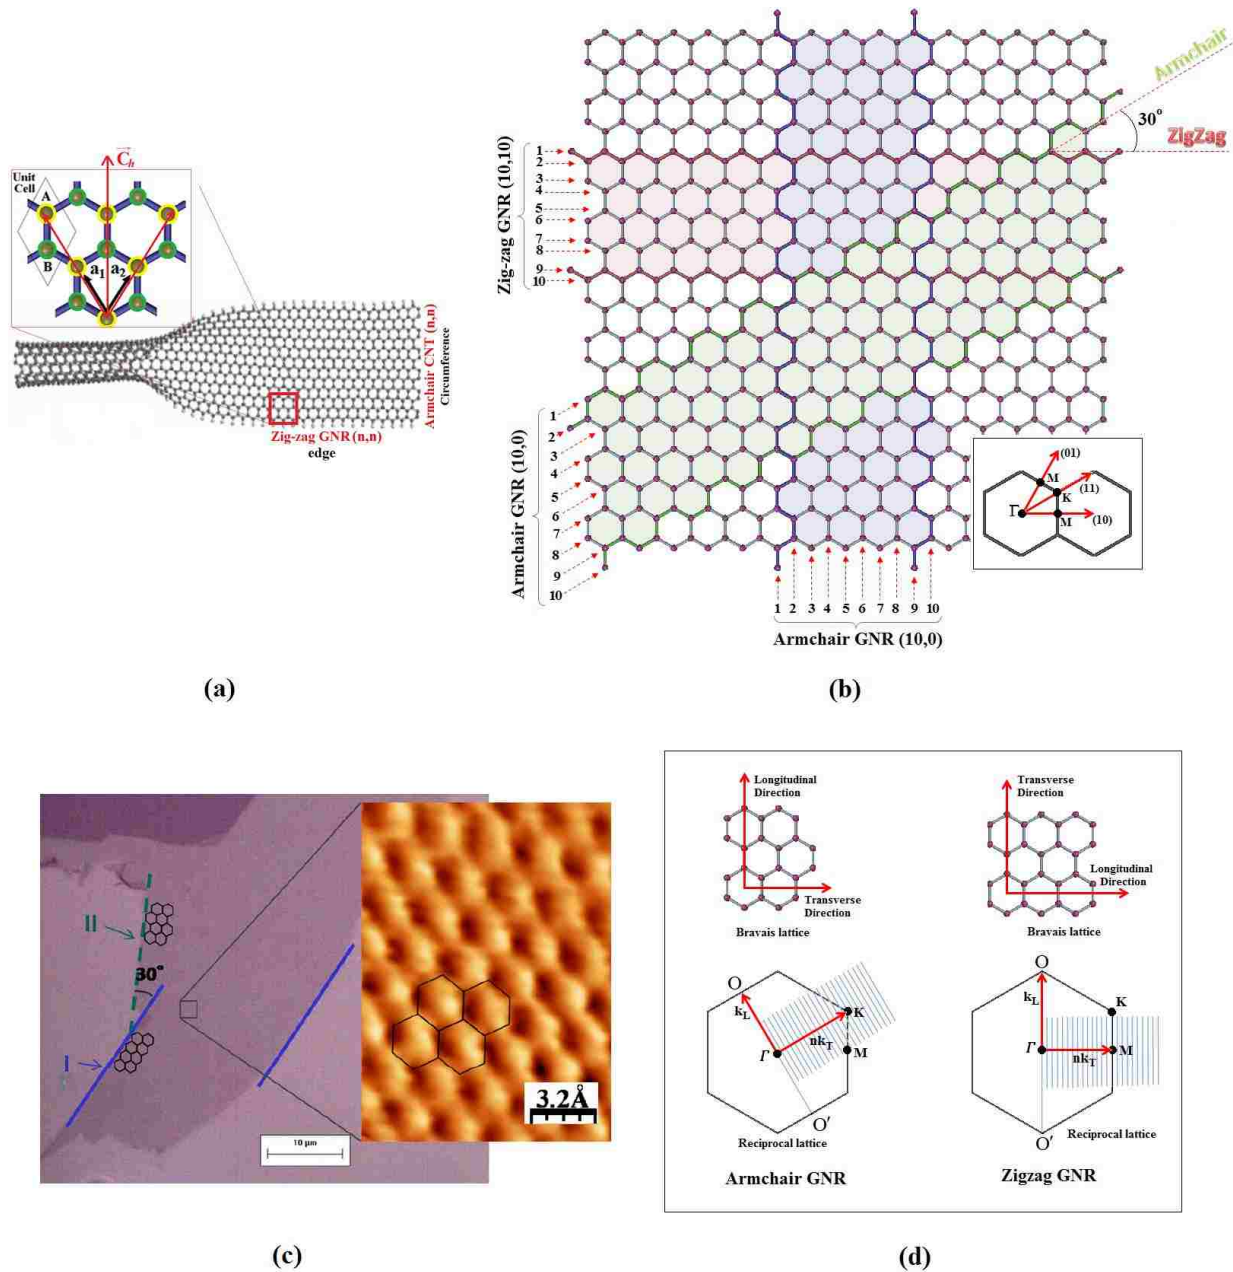 C_h
Unit
Cell
A
B
a₁
a₂
Armchair CNT (n,n)
Circumference
Zig-zag GNR (n,n)
edge
(a)
Armchair
30°
ZigZag
Zig-zag GNR (10,10)
1
2
3
4
5
6
7
8
9
10
Armchair GNR (10,0)
1
2
3
4
5
6
7
8
9
10
1 2 3 4 5 6 7 8 9 10
Armchair GNR (10,0)
(01)
M
(11)
K
Γ
M
(10)
(b)
II
30°
I
10 µm
3.2Å
(c)
Longitudinal
Direction
Transverse
Direction
Bravais lattice
Transverse
Direction
Longitudinal
Direction
Bravais lattice
O
k_L
K
Γ
nk_T
M
O'
Reciprocal lattice
Armchair GNR
O
k_L
K
Γ
nk_T
M
O'
Reciprocal lattice
Zigzag GNR
(d)